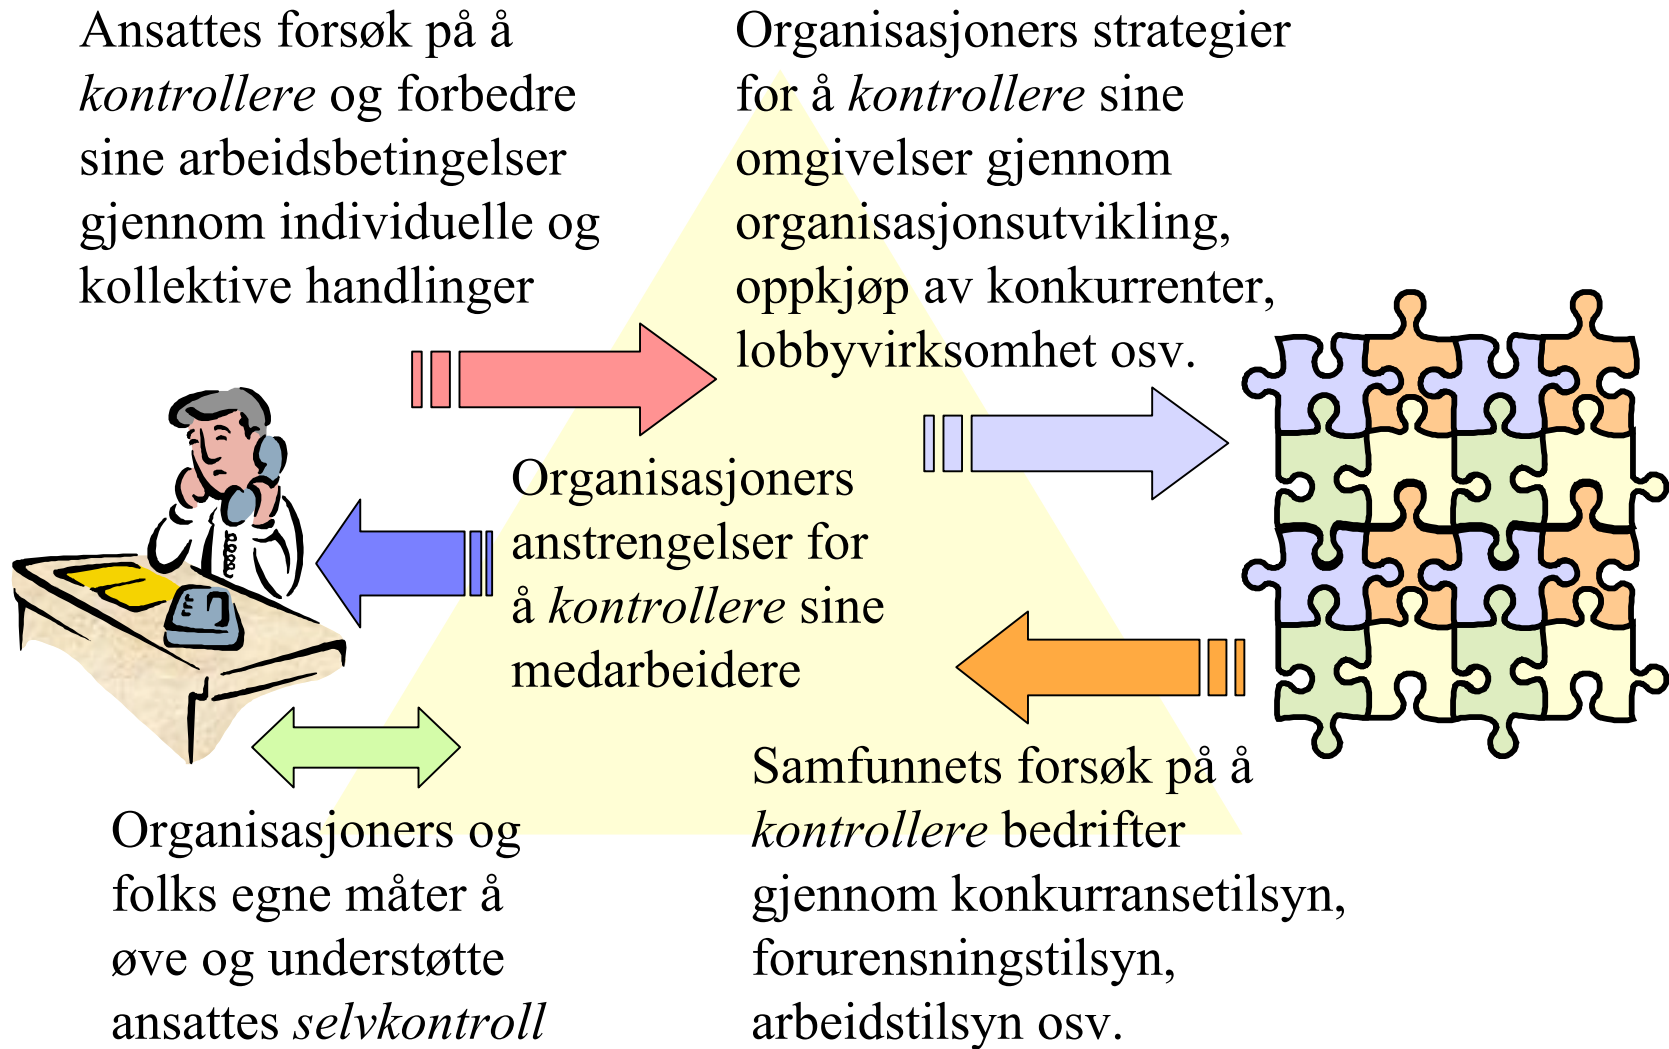 Ansattes forsøk på å
kontrollere og forbedre
sine arbeidsbetingelser
gjennom individuelle og
kollektive handlinger
Organisasjoners strategier
for å kontrollere sine
omgivelser gjennom
organisasjonsutvikling,
oppkjøp av konkurrenter,
lobbyvirksomhet osv.
Organisasjoners
anstrengelser for
å kontrollere sine
medarbeidere
Organisasjoners og
folks egne måter å
øve og understøtte
ansattes selvkontroll
Samfunnets forsøk på å
kontrollere bedrifter
gjennom konkurransetilsyn,
forurensningstilsyn,
arbeidstilsyn osv.